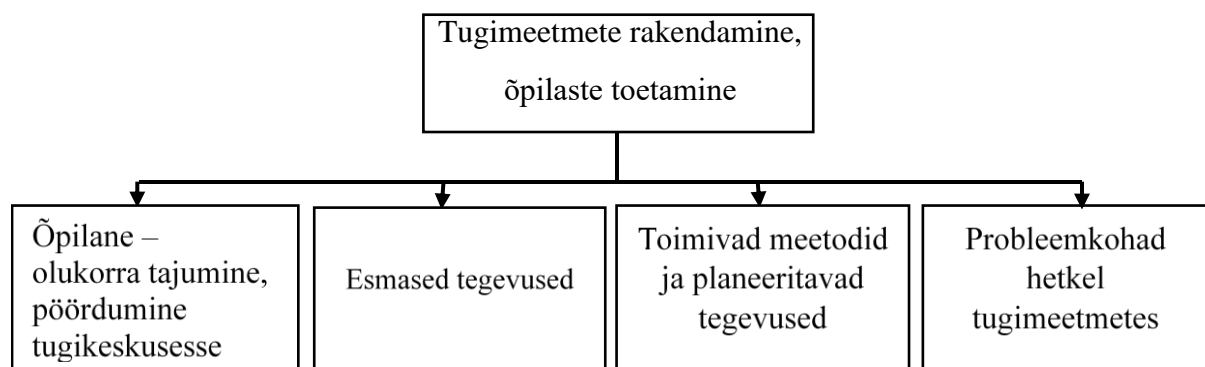 Tugimeetmete rakendamine,
õpilaste toetamine
Õpilane –
olukorra tajumine,
pöördumine
tugikeskusesse
Esmased tegevused
Toimivad meetodid
ja planeeritavad
tegevused
Probleemkohad
hetkel
tugimeetmetes